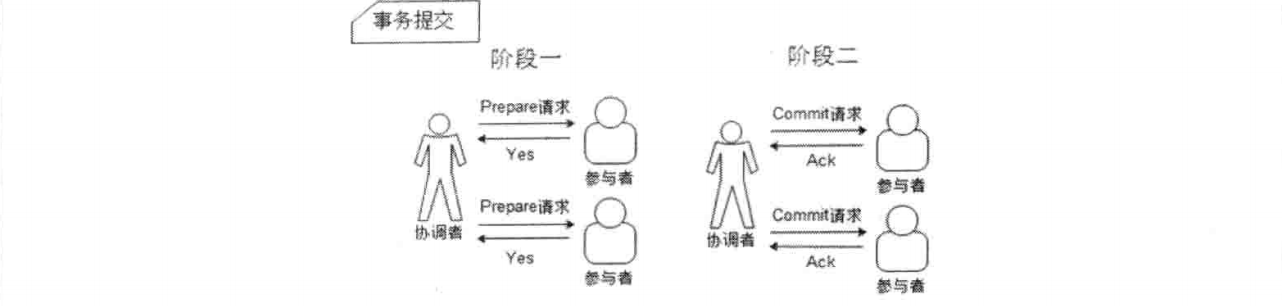 事务提交
阶段一
Prepare请求
Yes
参与者
Prepare请求
Yes
协调者
参与者
阶段二
Commit请求
Ack
参与者
Commit请求
Ack
协调者
参与者